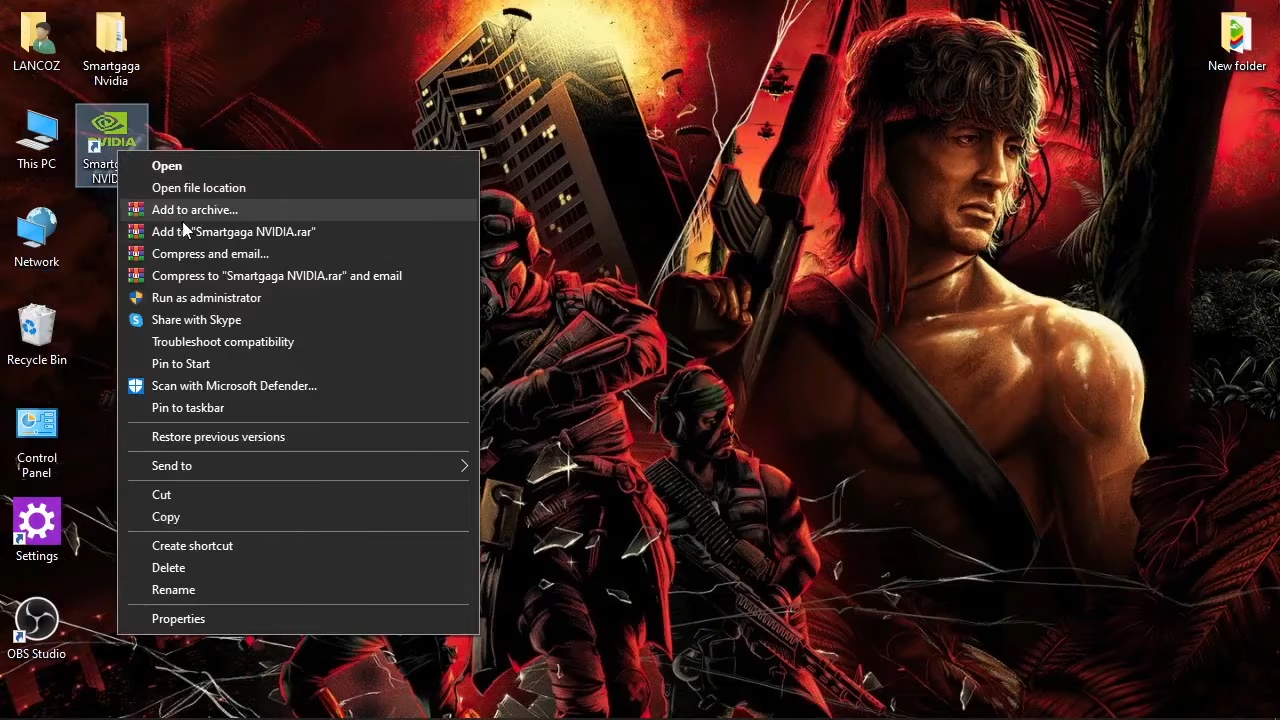 LANCOZ
Smartgaga
Nvidia
New folder
This PC
NVIDIA
Network
Recycle Bin
Control
Panel
Settings
OBS Studio
Open
Open file location
Add to archive...
"Smartgaga NVIDIA.rar"
Compress and email...
Compress to "Smartgaga NVIDIA.rar" and email
Run as administrator
Share with Skype
Troubleshoot compatibility
Pin to Start
Scan with Microsoft Defender...
Pin to taskbar
Restore previous versions
Send to
Cut
Copy
Create shortcut
Delete
Rename
Properties